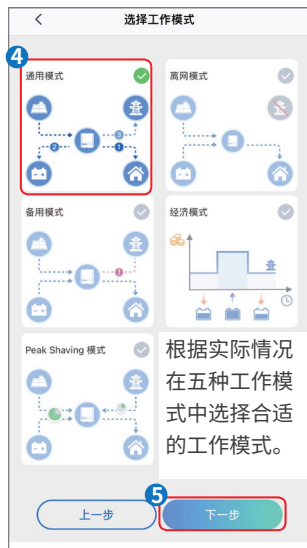 选择工作模式
4
通用模式
离网模式
3
2
1
备用模式
经济模式
Peak Shaving 模式
根据实际情况
在五种工作模
式中选择合适
的工作模式。
5
上一步
下一步